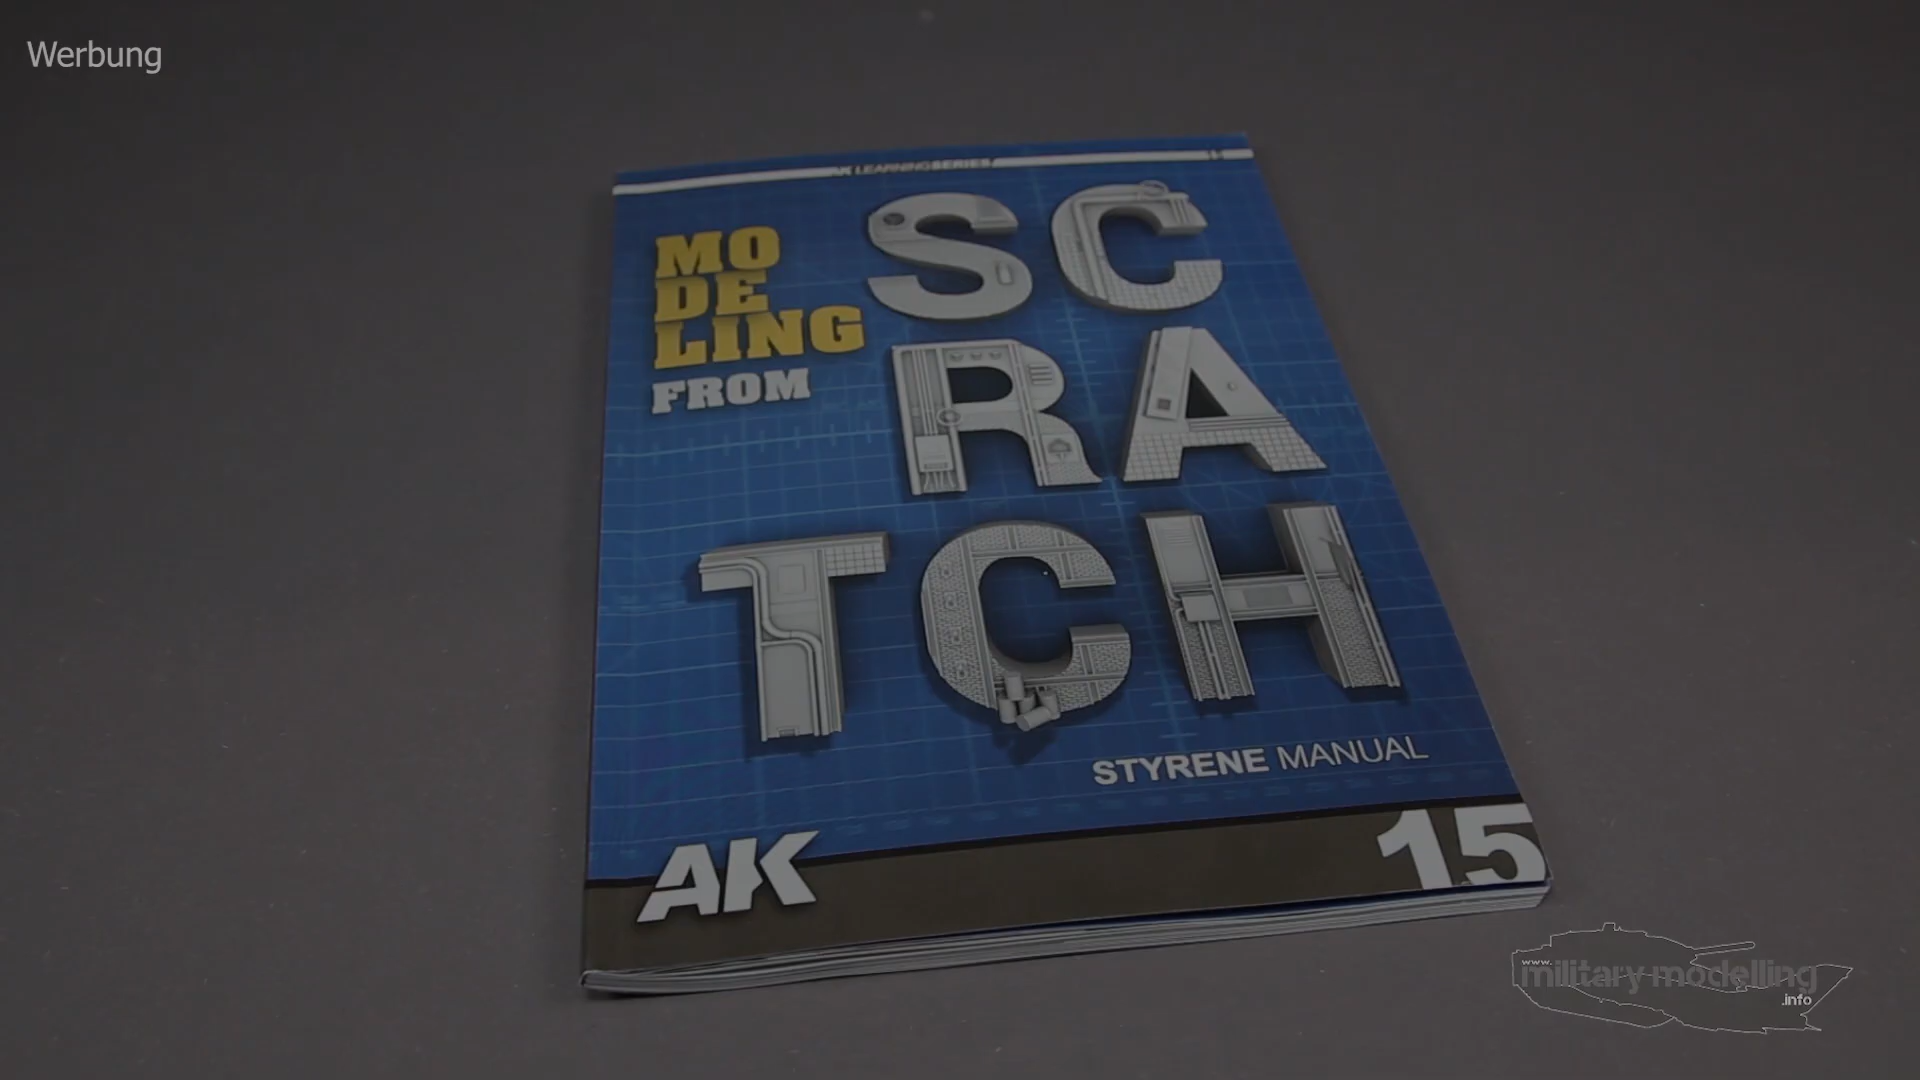 Werbung
AK LEARNING SERIES 15
MO
DE
LING
FROM
SC
RA
TCH
STYRENE MANUAL
AK
15
www.
military modelling
.info